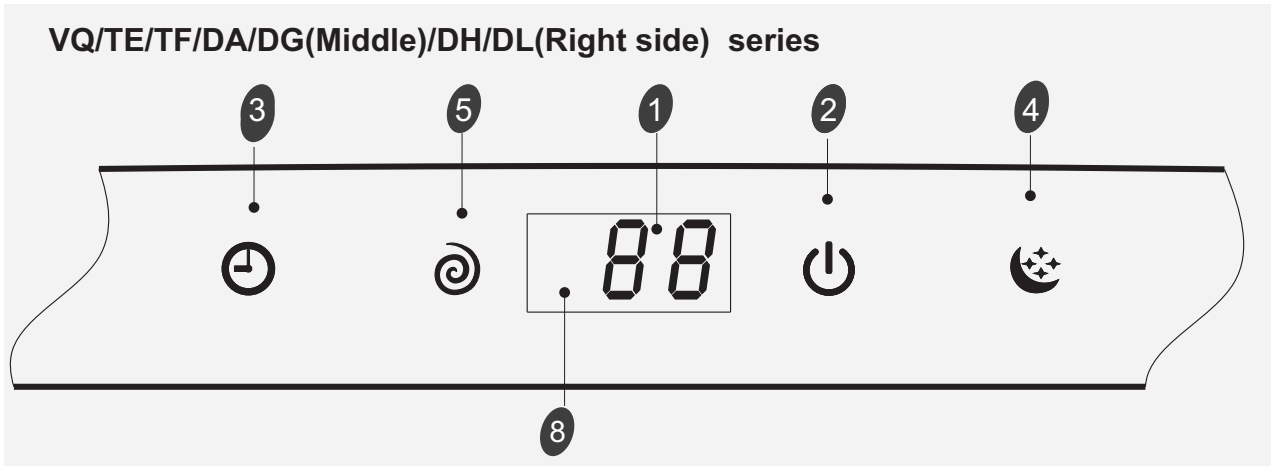 VQ/TE/TF/DA/DG(Middle)/DH/DL(Right side) series
3 5 1 2 4
88
8